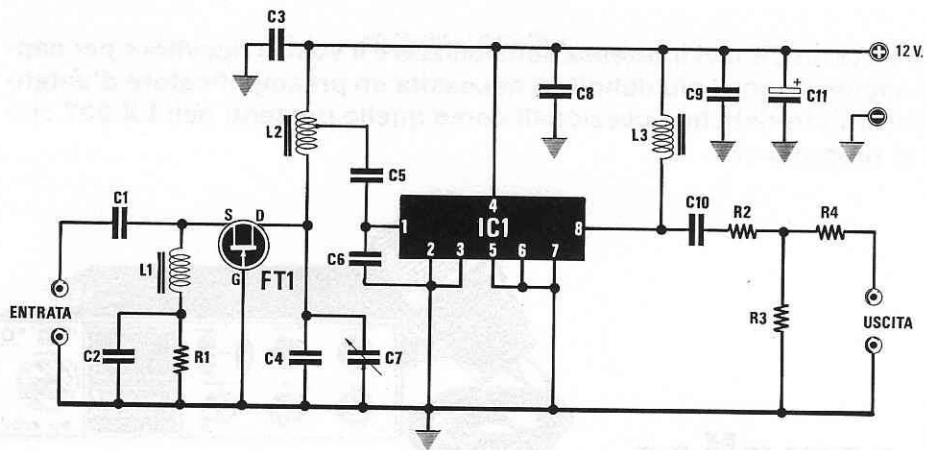 C3
12 V.
C8
C9
+
C11
L2
L3
C5
C1
S D
G
FT1
1
4
IC1
8
2 3 5 6 7
C10
R2
R4
L1
C6
ENTRATA
R3
USCITA
C2
R1
C4
C7